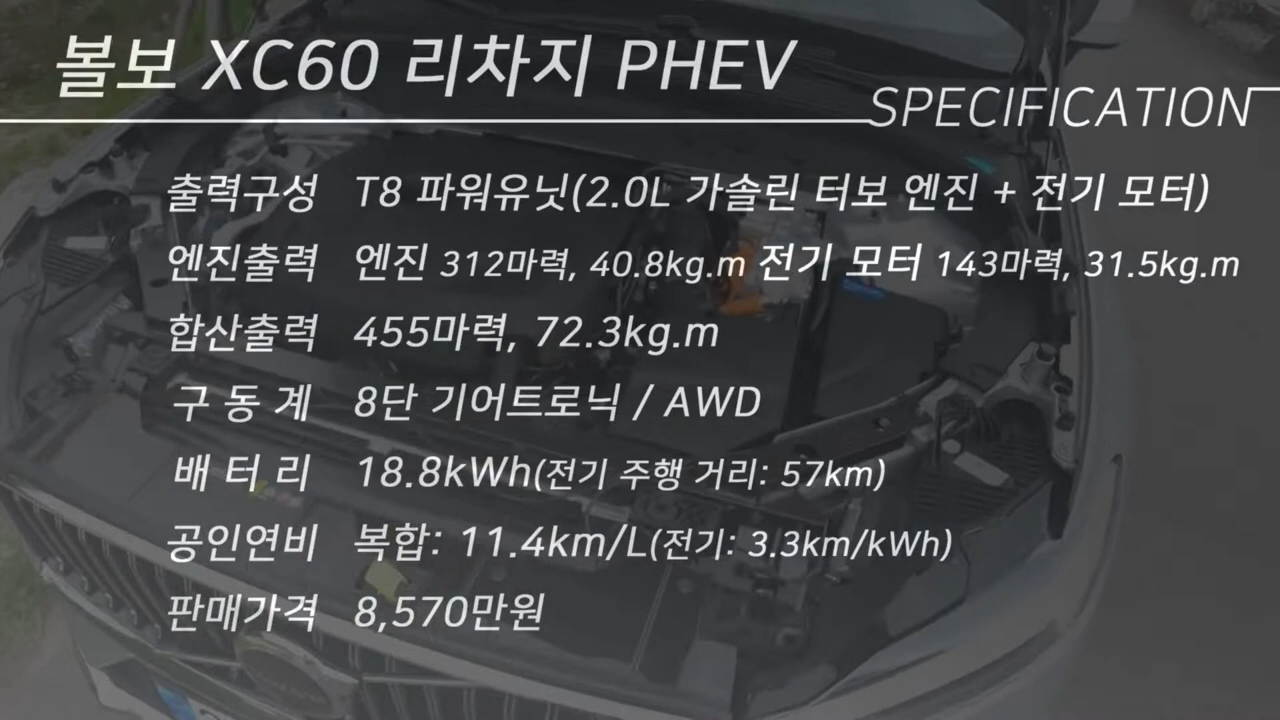 볼보 XC60 리차지 PHEV
SPECIFICATION
출력구성 T8 파워유닛(2.0L 가솔린 터보 엔진 + 전기 모터)
엔진출력 엔진 312마력, 40.8kg.m 전기 모터 143마력, 31.5kg.m
합산출력 455마력, 72.3kg.m
구 동 계 8단 기어트로닉 / AWD
배 터 리 18.8kWh(전기 주행 거리: 57km)
공인연비 복합: 11.4km/L(전기: 3.3km/kWh)
판매가격 8,570만원